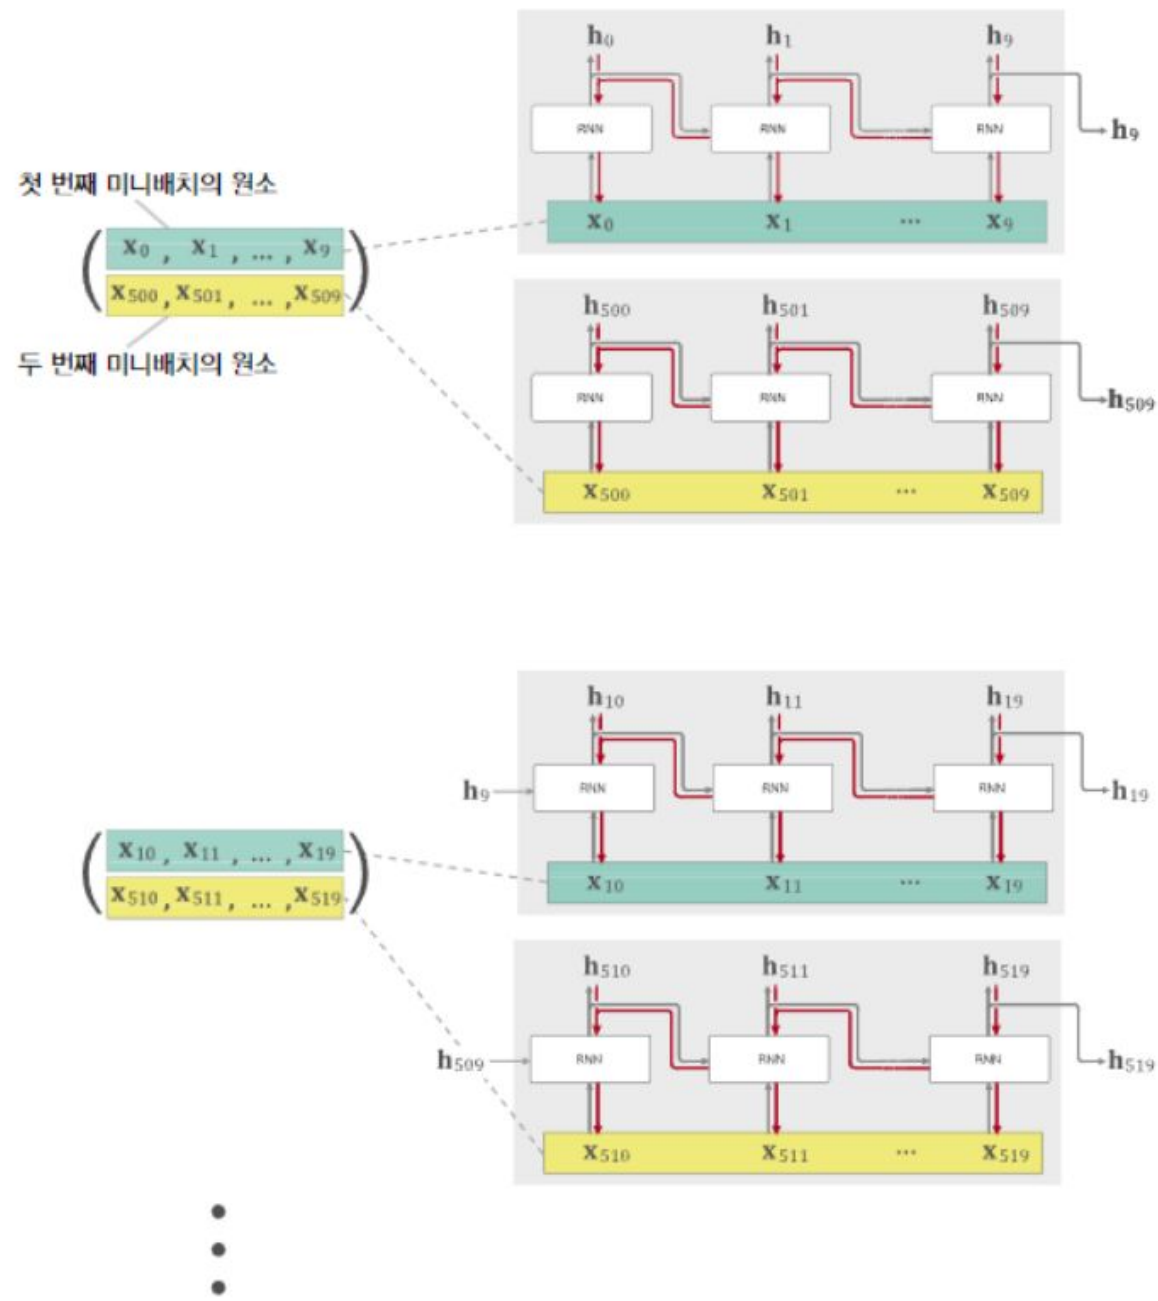 h₀ h₁ h₉
RNN RNN RNN h₉
첫 번째 미니배치의 원소
x₀ , x₁ , ... , x₉
x₀ x₁ ... x₉
x₅₀₀ , x₅₀₁ , ... , x₅₀₉
두 번째 미니배치의 원소
h₅₀₀ h₅₀₁ h₅₀₉
RNN RNN RNN h₅₀₉
x₅₀₀ x₅₀₁ ... x₅₀₉
h₁₀ h₁₁ h₁₉
h₉ RNN RNN RNN h₁₉
x₁₀ , x₁₁ , ... , x₁₉
x₁₀ x₁₁ ... x₁₉
x₅₁₀ , x₅₁₁ , ... , x₅₁₉
h₅₁₀ h₅₁₁ h₅₁₉
h₅₀₉ RNN RNN RNN h₅₁₉
x₅₁₀ x₅₁₁ ... x₅₁₉